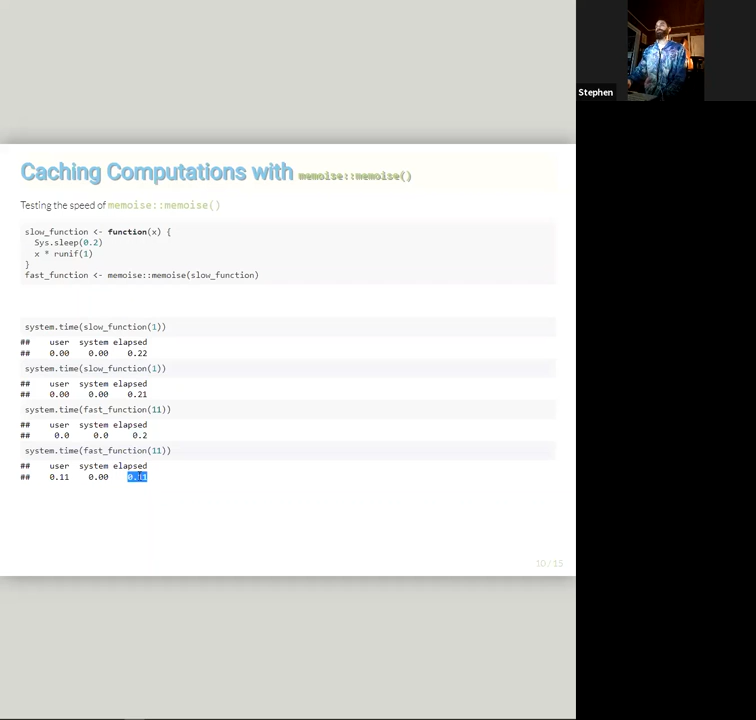 Stephen
Caching Computations with memoise::memoise()
Testing the speed of memoise::memoise()
slow_function <- function(x) {
Sys.sleep(0.2)
x * runif(1)
}
fast_function <- memoise::memoise(slow_function)
system.time(slow_function(1))
## user system elapsed
## 0.00 0.00 0.22
system.time(slow_function(1))
## user system elapsed
## 0.00 0.00 0.21
system.time(fast_function(11))
## user system elapsed
## 0.0 0.0 0.2
system.time(fast_function(11))
## user system elapsed
## 0.11 0.00 0.11
10 / 15